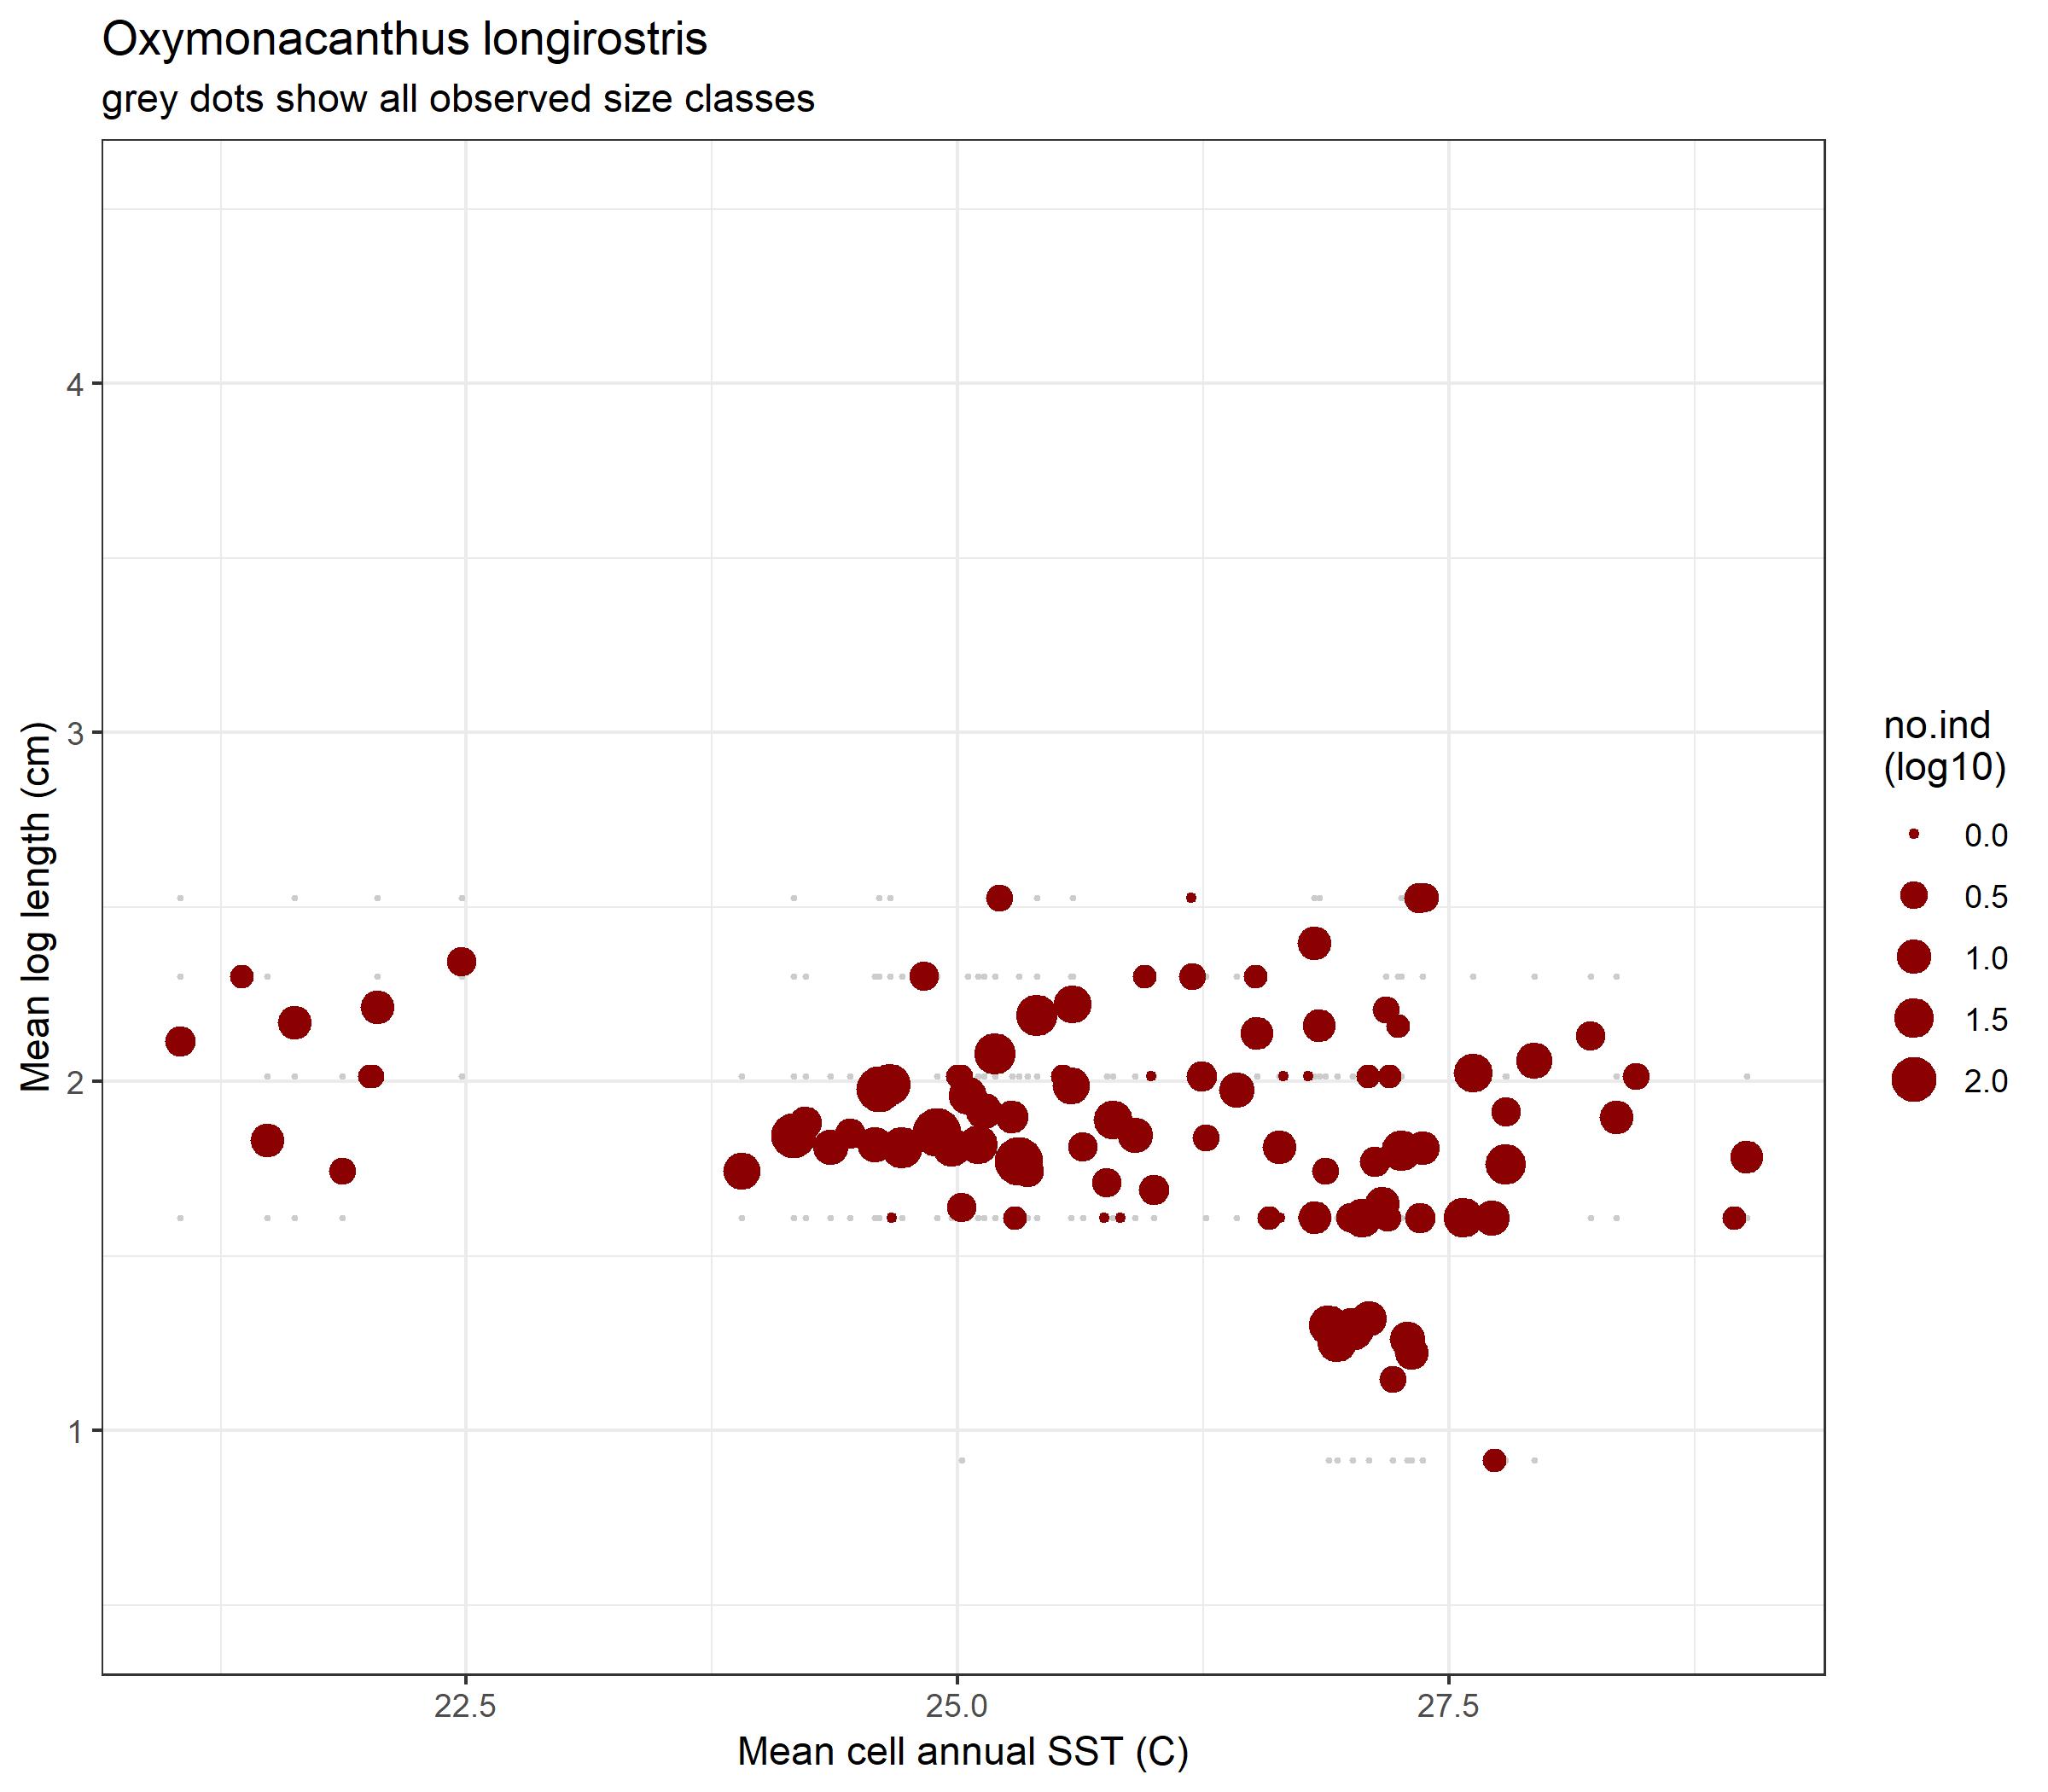 Oxymonacanthus longirostris
grey dots show all observed size classes
Mean log length (cm)
4
3
2
1
22.5 25.0 27.5
Mean cell annual SST (C)
no.ind
(log10)
0.0
0.5
1.0
1.5
2.0